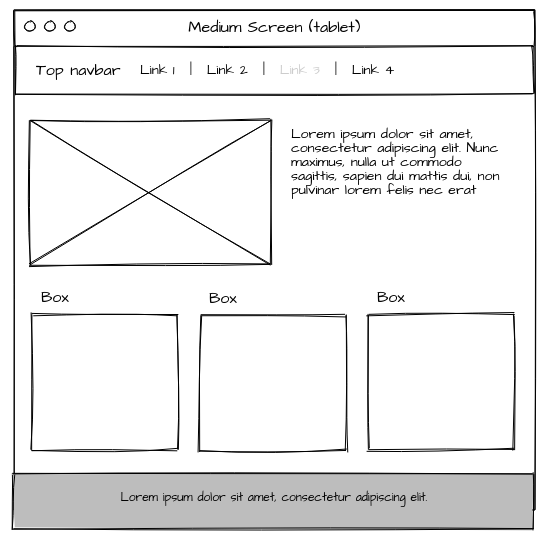 Medium Screen (tablet)
Top navbar Link 1 | Link 2 | Link 3 | Link 4
Lorem ipsum dolor sit amet,
consectetur adipiscing elit. Nunc
maximus, nulla ut commodo
sagittis, sapien dui mattis dui, non
pulvinar lorem felis nec erat
Box Box Box
Lorem ipsum dolor sit amet, consectetur adipiscing elit.